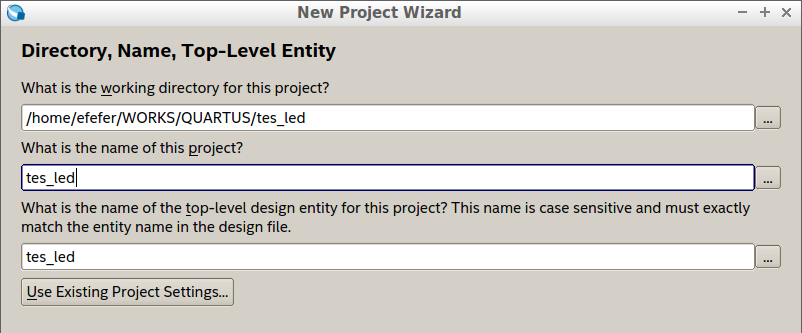 New Project Wizard
Directory, Name, Top-Level Entity
What is the working directory for this project?
/home/efefer/WORKS/QUARTUS/tes_led
...
What is the name of this project?
tes_led
...
What is the name of the top-level design entity for this project? This name is case sensitive and must exactly
match the entity name in the design file.
tes_led
...
Use Existing Project Settings...